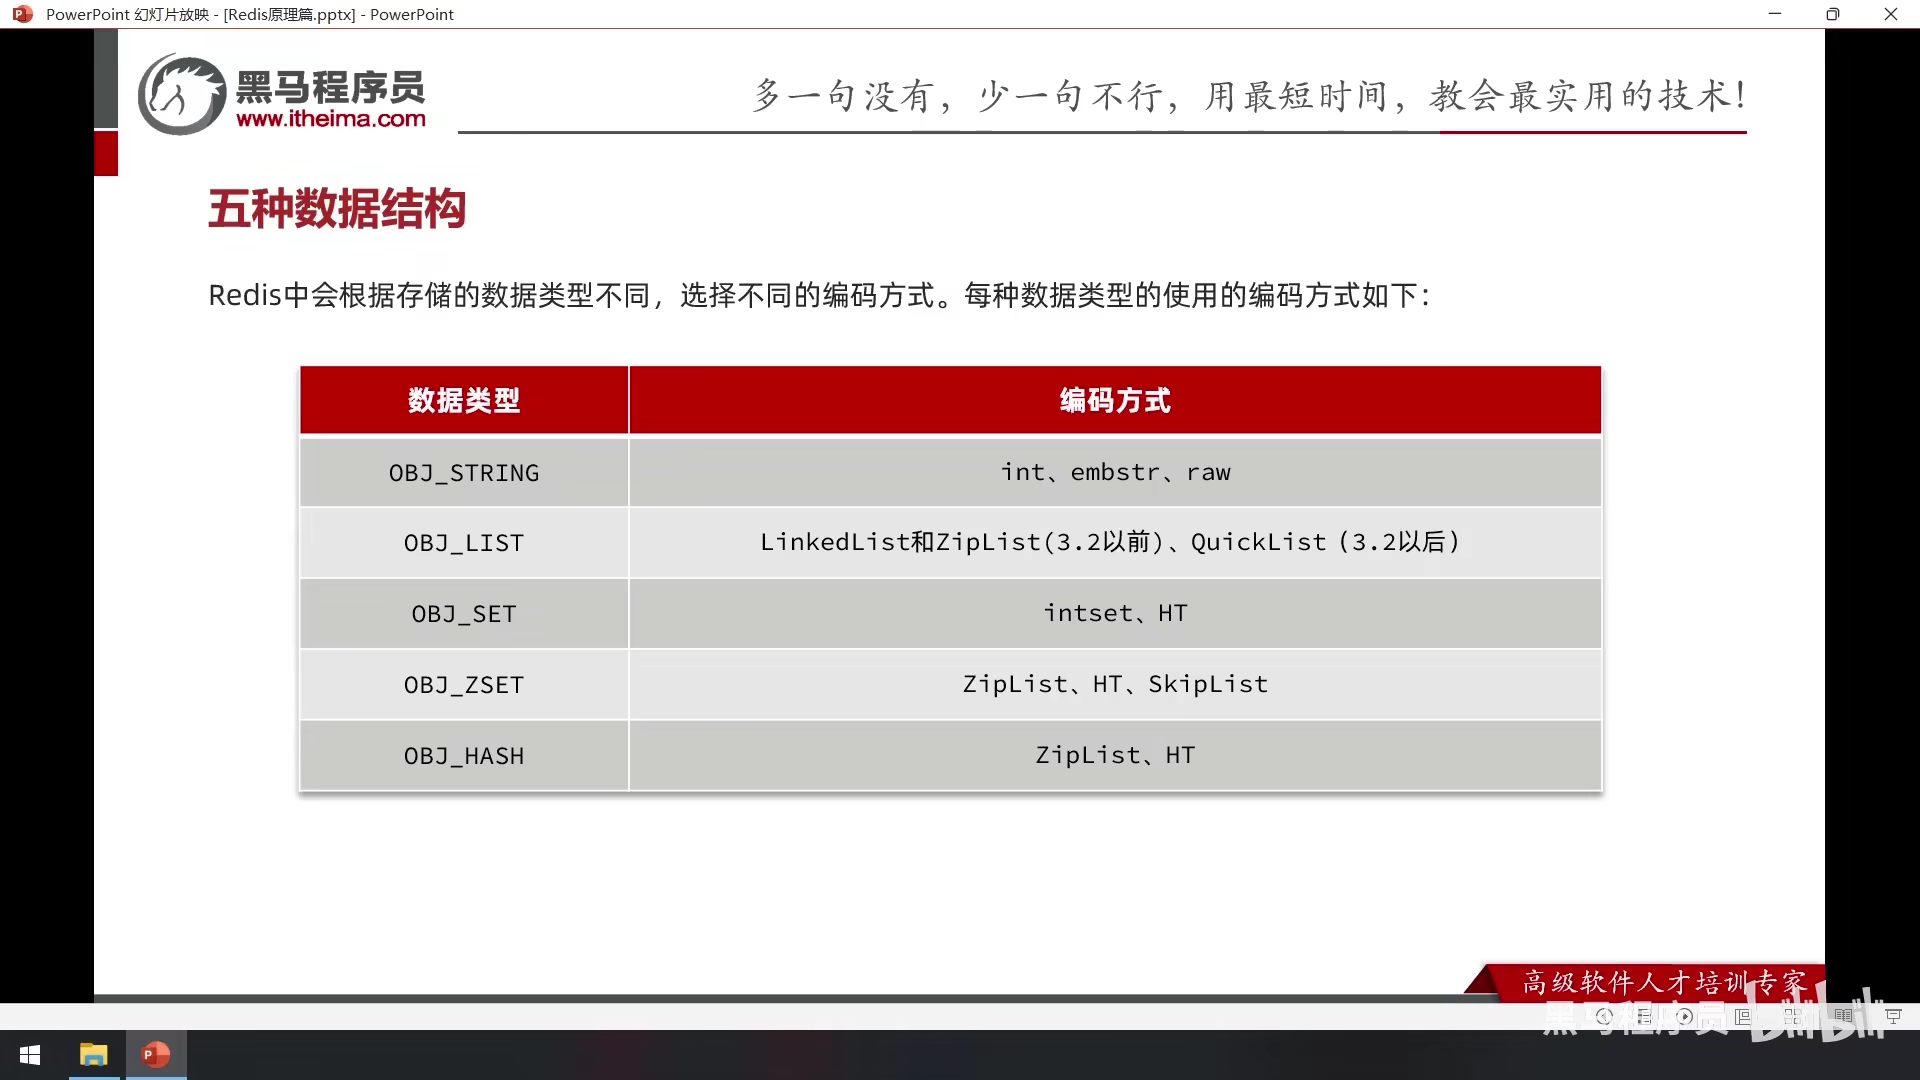 PowerPoint 幻灯片放映 - [Redis原理篇.pptx] - PowerPoint
黑马程序员
www.itheima.com
多一句没有，少一句不行，用最短时间，教会最实用的技术！
五种数据结构
Redis中会根据存储的数据类型不同，选择不同的编码方式。每种数据类型的使用的编码方式如下：
数据类型 编码方式
OBJ_STRING int、embstr、raw
OBJ_LIST LinkedList和ZipList(3.2以前)、QuickList（3.2以后）
OBJ_SET intset、HT
OBJ_ZSET ZipList、HT、SkipList
OBJ_HASH ZipList、HT
高级软件人才培训专家
黑马程序员 bilibili